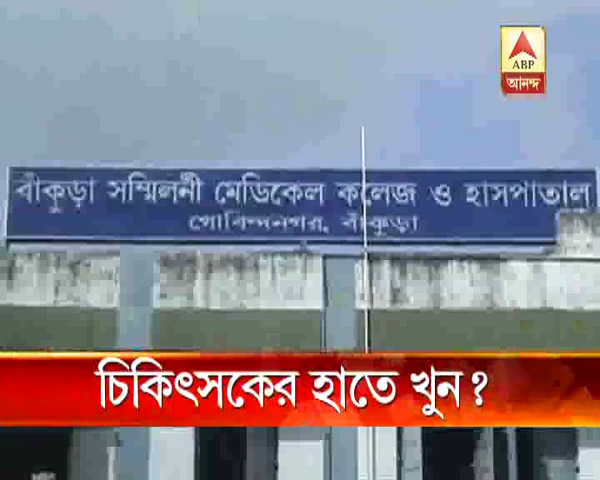 ABP
আনন্দ
বাঁকুড়া সম্মিলনী মেডিকেল কলেজ ও হাসপাতাল
গোবিন্দনগর, বাঁকুড়া
চিকিৎসকের হাতে খুন?